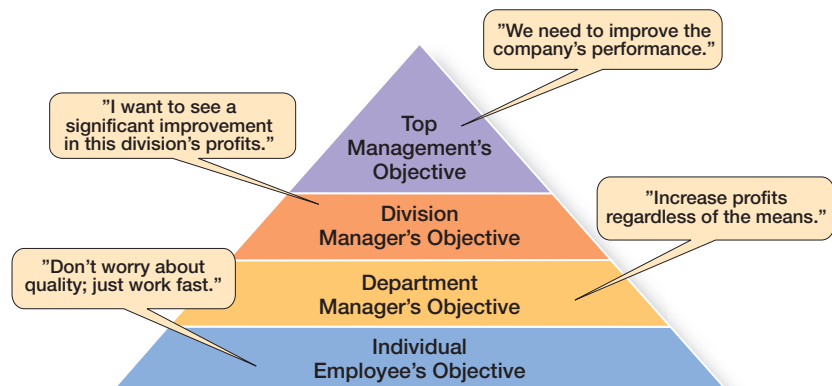 ”We need to improve the
company’s performance.”
”I want to see a
significant improvement
in this division’s profits.”
Top
Management’s
Objective
”Increase profits
regardless of the means.”
Division
Manager’s Objective
”Don’t worry about
quality; just work fast.”
Department
Manager’s Objective
Individual
Employee’s Objective